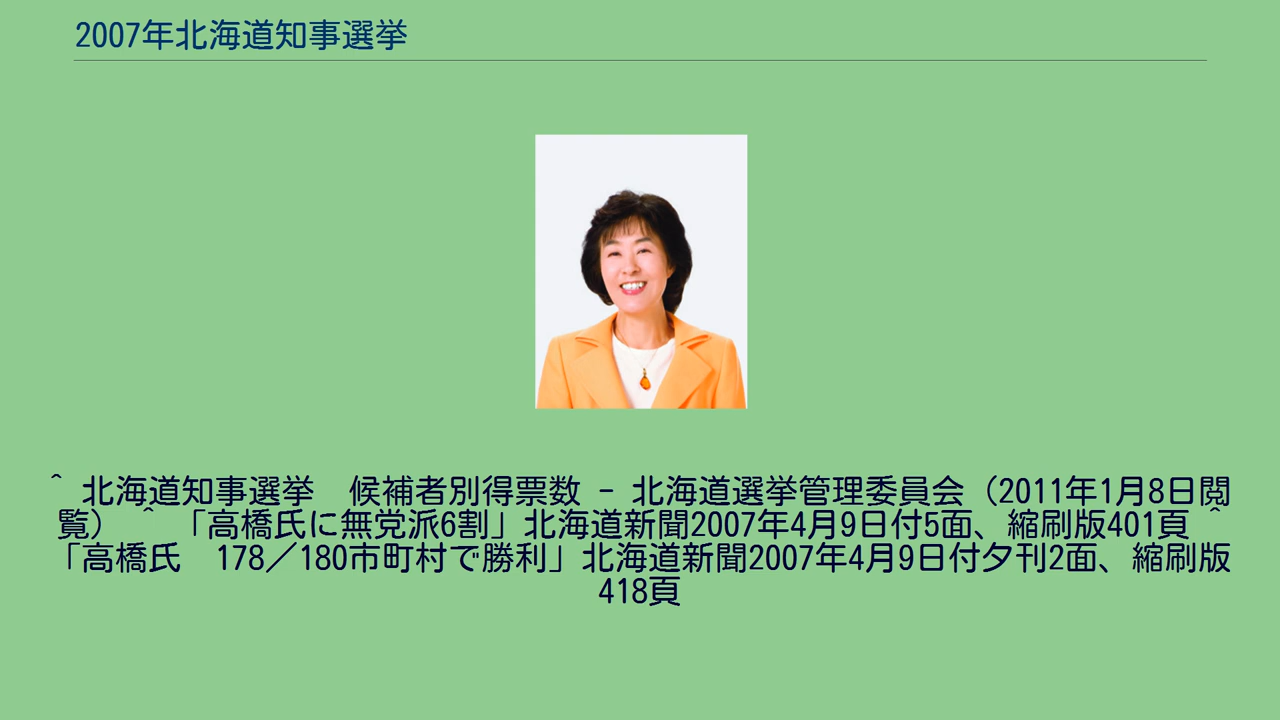 2007年北海道知事選挙
^ 北海道知事選挙　候補者別得票数 - 北海道選挙管理委員会（2011年1月8日閲
覧） ^ 「高橋氏に無党派6割」北海道新聞2007年4月9日付5面、縮刷版401頁 ^
「高橋氏　178／180市町村で勝利」北海道新聞2007年4月9日付夕刊2面、縮刷版
418頁